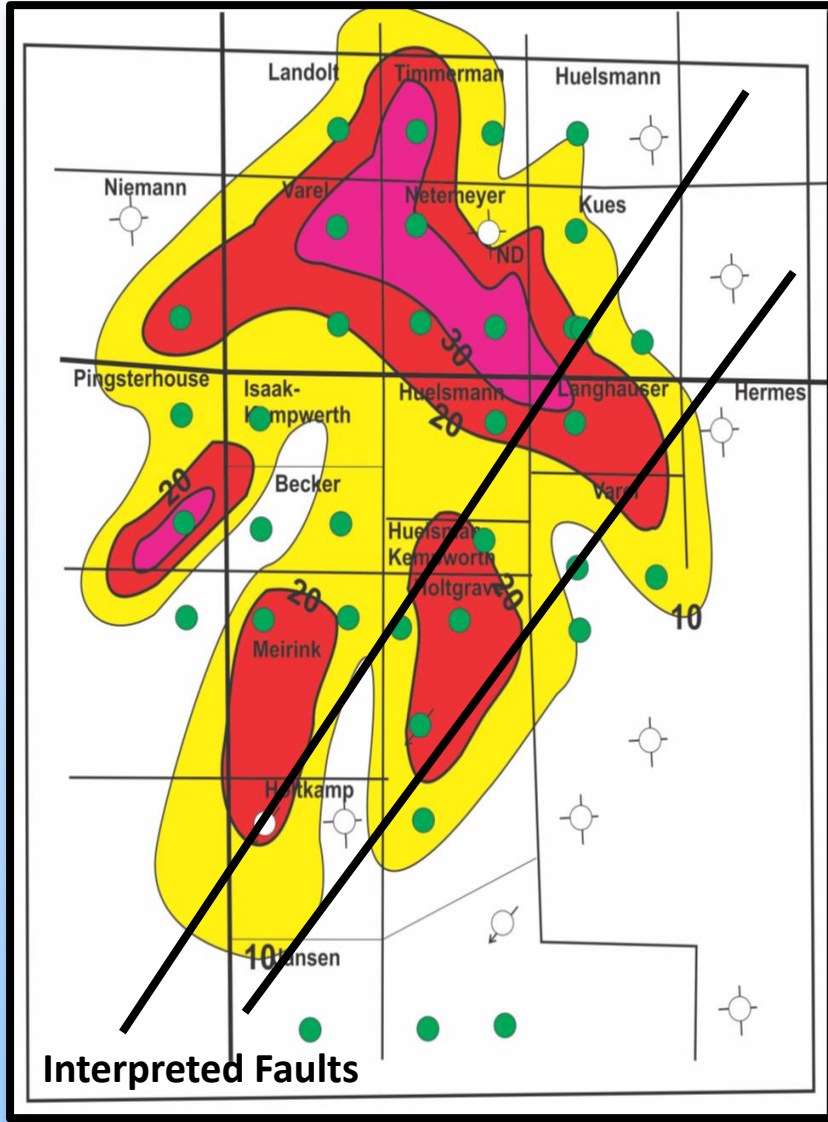 Landolt
Timmerman
Huelsmann
Niemann
Varel
Netemeyer
Kues
ND
30
Pingsterhouse
Isaak-
Kempwerth
Huelsmann
Langhauser
Hermes
20
20
Becker
Varel
Huelsman
Kempworth
Holtgrave
20
20
10
Meirink
Holtkamp
10
Jansen
Interpreted Faults